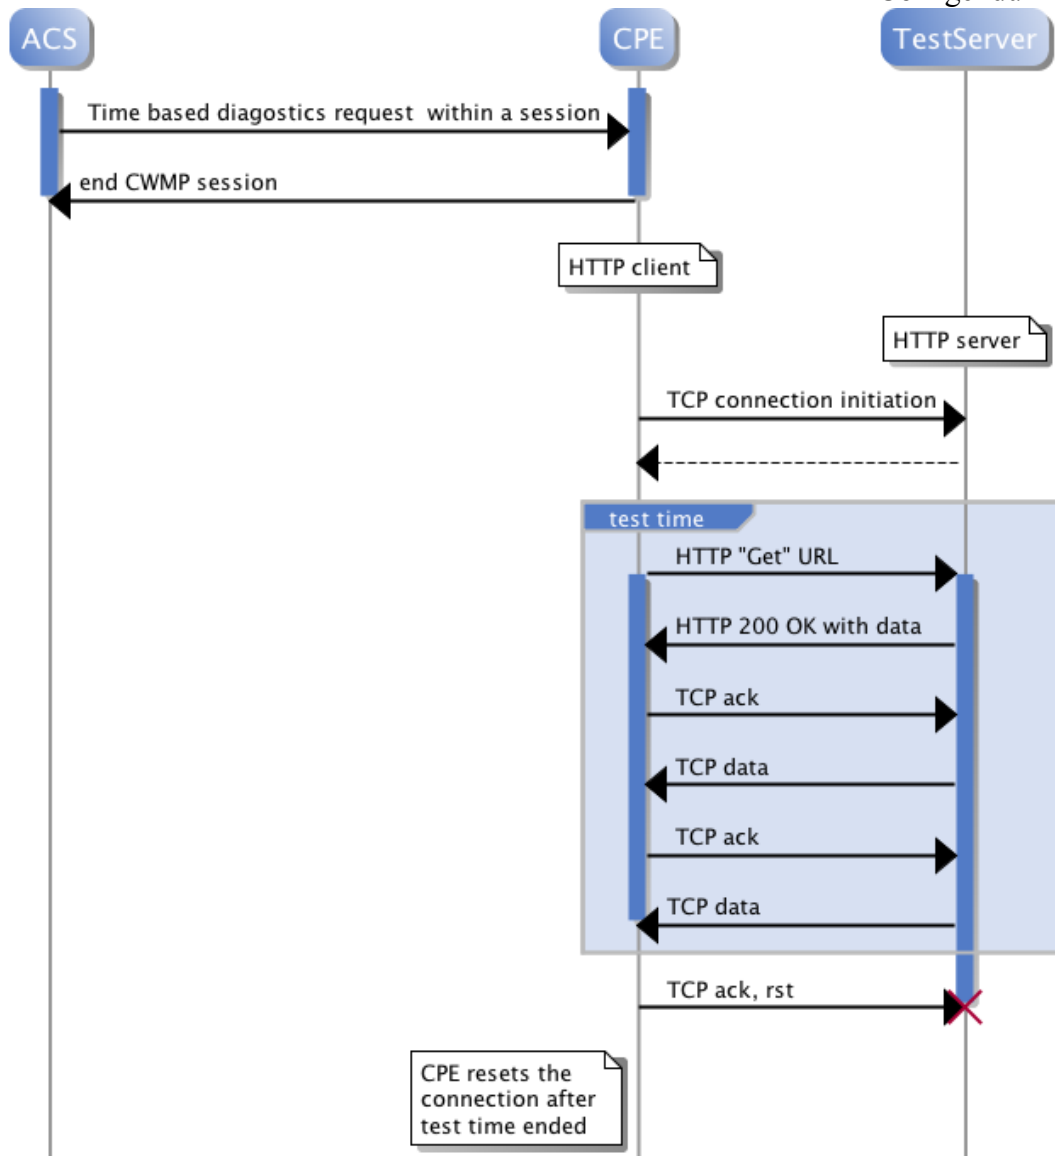 ACS CPE TestServer
Time based diagostics request within a session
end CWMP session
HTTP client
HTTP server
TCP connection initiation
test time
HTTP "Get" URL
HTTP 200 OK with data
TCP ack
TCP data
TCP ack
TCP data
TCP ack, rst
CPE resets the
connection after
test time ended